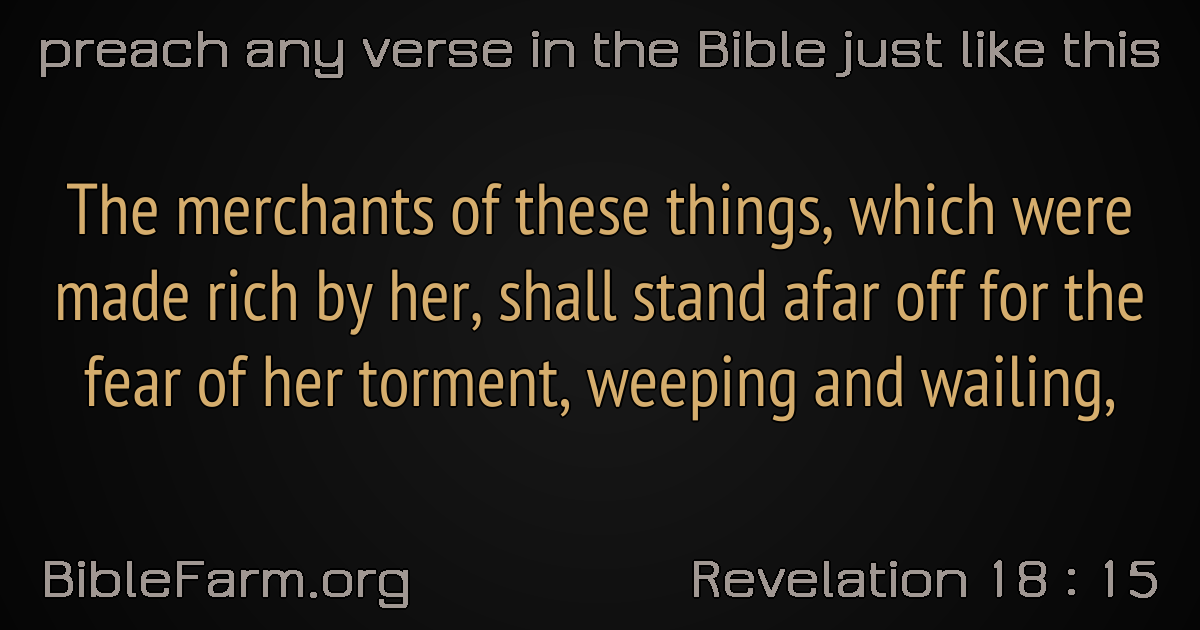 preach any verse in the Bible just like this
The merchants of these things, which were
made rich by her, shall stand afar off for the
fear of her torment, weeping and wailing,
BibleFarm.org
Revelation 18 : 15